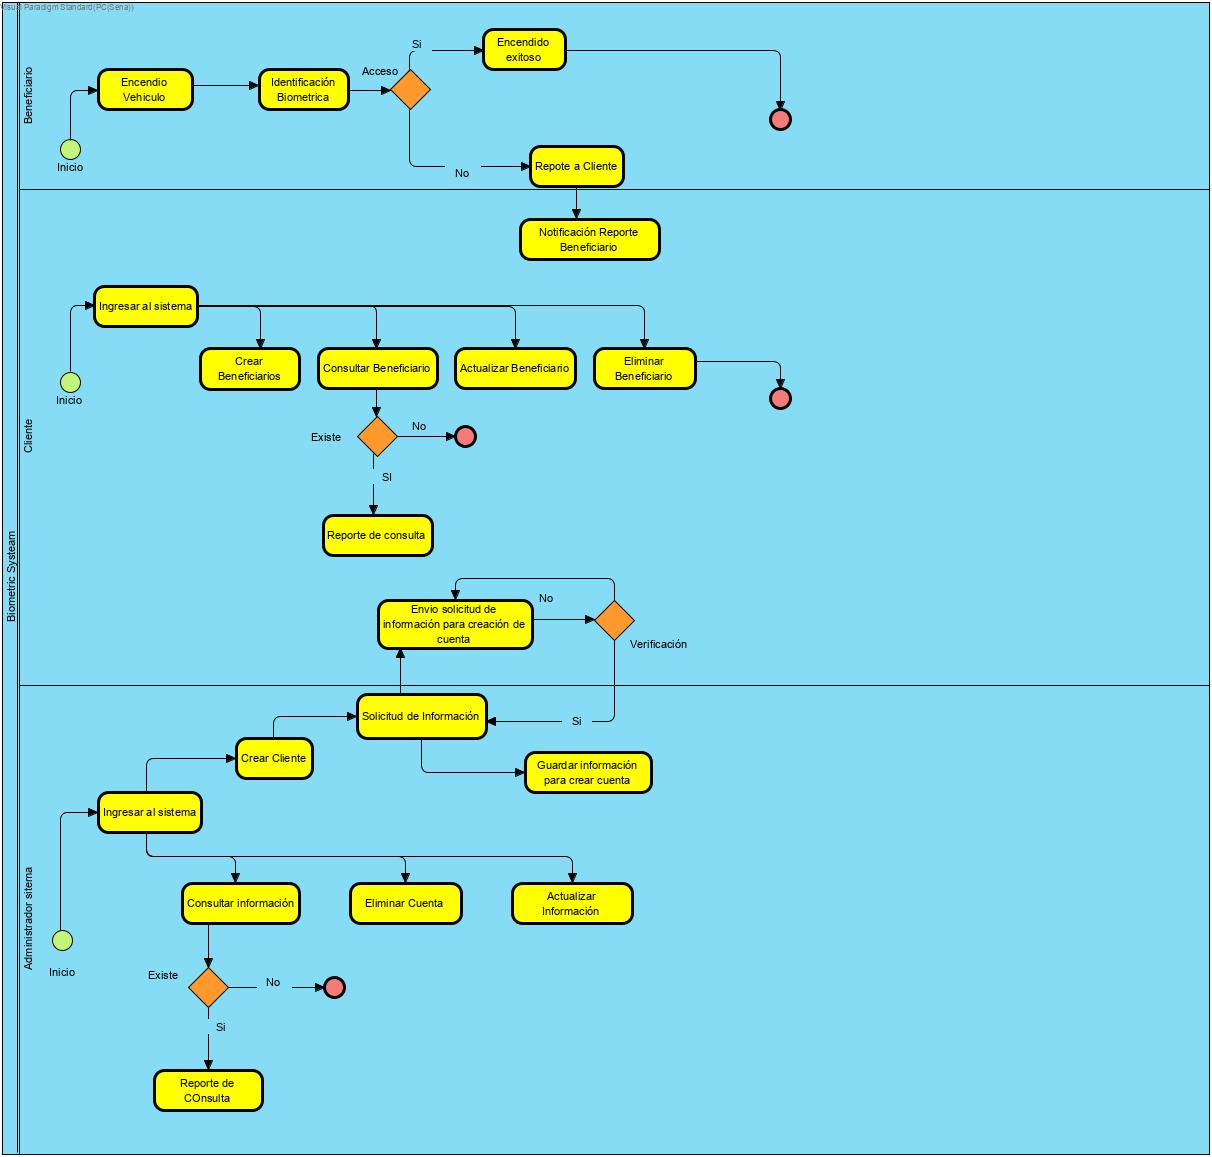 Visual Paradigm Standard(PC(Sena))
Biometric Systeam
Beneficiario
Si
Encendido
exitoso
Acceso
Encendio
Vehiculo
Identificación
Biometrica
Inicio
No
Repote a Cliente
Cliente
Notificación Reporte
Beneficiario
Ingresar al sistema
Crear
Beneficiarios
Consultar Beneficiario
Actualizar Beneficiario
Eliminar
Beneficiario
Inicio
Existe
No
SI
Reporte de consulta
Envio solicitud de
información para creación de
cuenta
No
Verificación
Administrador sitema
Solicitud de Información
Si
Crear Cliente
Guardar información
para crear cuenta
Ingresar al sistema
Consultar información
Eliminar Cuenta
Actualizar
Información
Inicio
Existe
No
Si
Reporte de
COnsulta